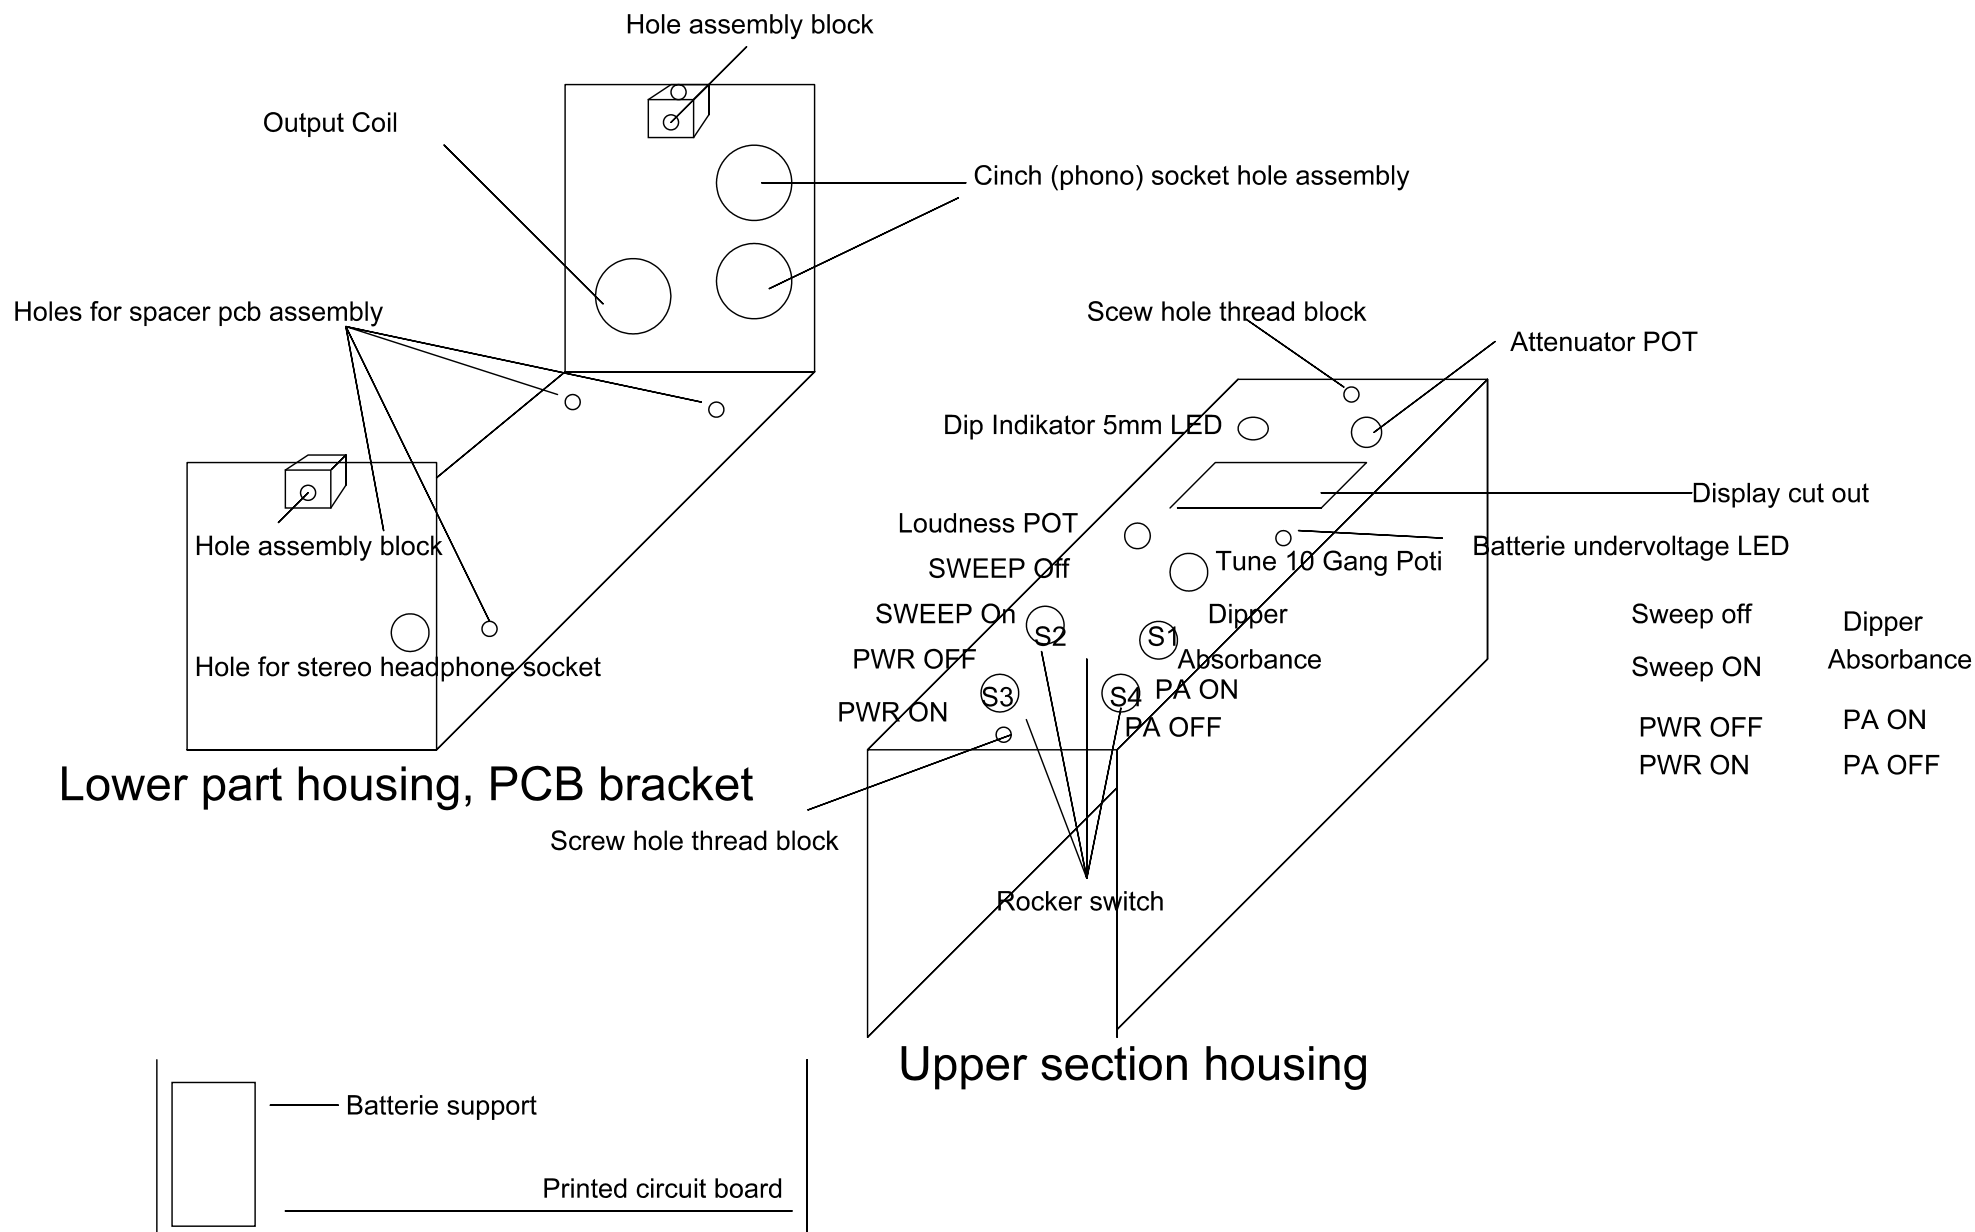 Hole assembly block
Output Coil
Cinch (phono) socket hole assembly
Holes for spacer pcb assembly
Scew hole thread block
Attenuator POT
Dip Indikator 5mm LED
Display cut out
Loudness POT
Hole assembly block
Batterie undervoltage LED
Tune 10 Gang Poti
SWEEP Off
SWEEP On
Dipper
S2
S1
Sweep off
Dipper
Hole for stereo headphone socket
PWR OFF
Absorbance
Sweep ON
Absorbance
S3
S4
PA ON
PWR ON
PA OFF
PWR OFF
PA ON
PWR ON
PA OFF
Lower part housing, PCB bracket
Screw hole thread block
Rocker switch
Upper section housing
Batterie support
Printed circuit board